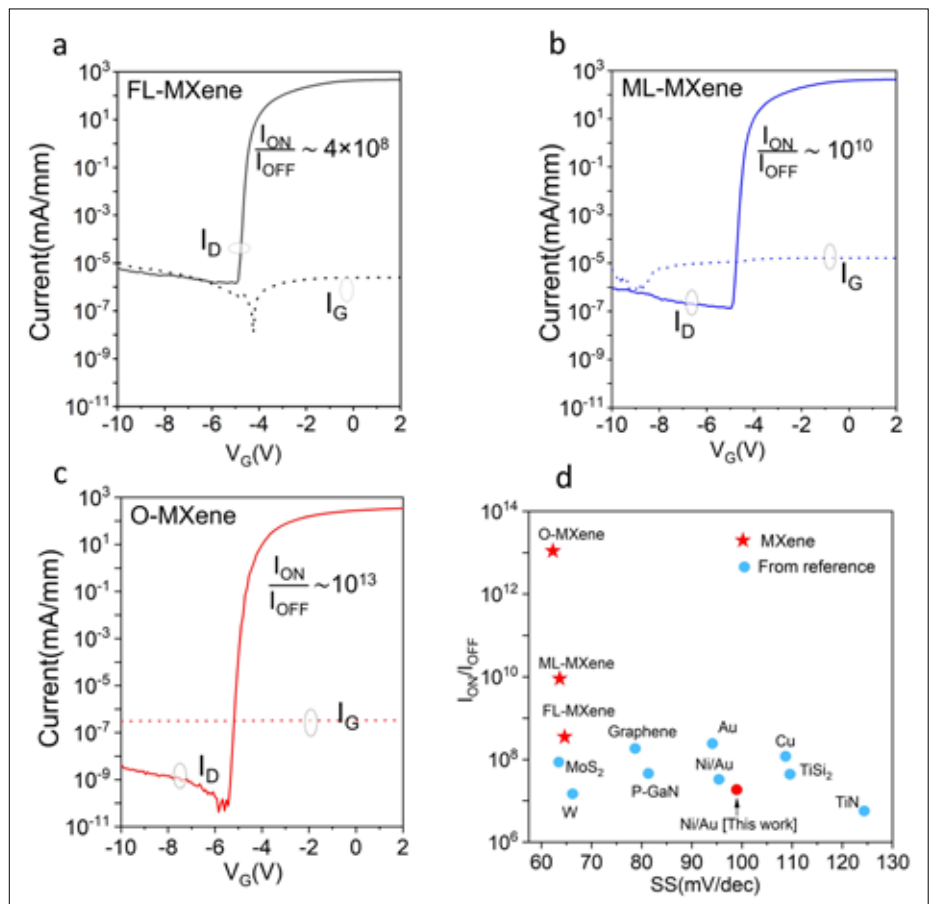 a
FL-MXene
I_ON/I_OFF ~ 4×10^8
I_D
I_G
Current(mA/mm)
10^3
10^1
10^-1
10^-3
10^-5
10^-7
10^-9
10^-11
-10 -8 -6 -4 -2 0 2
V_G(V)
b
ML-MXene
I_ON/I_OFF ~ 10^10
I_G
I_D
Current(mA/mm)
10^3
10^1
10^-1
10^-3
10^-5
10^-7
10^-9
10^-11
-10 -8 -6 -4 -2 0 2
V_G(V)
c
O-MXene
I_ON/I_OFF ~10^13
I_G
I_D
Current(mA/mm)
10^3
10^1
10^-1
10^-3
10^-5
10^-7
10^-9
10^-11
-10 -8 -6 -4 -2 0 2
V_G(V)
d
10^14
10^12
10^10
10^8
10^6
I_ON/I_OFF
O-MXene
MXene
From reference
ML-MXene
FL-MXene
Graphene
Au
Cu
MoS_2
P-GaN
Ni/Au
TiSi_2
W
TiN
Ni/Au [This work]
60 70 80 90 100 110 120 130
SS(mV/dec)